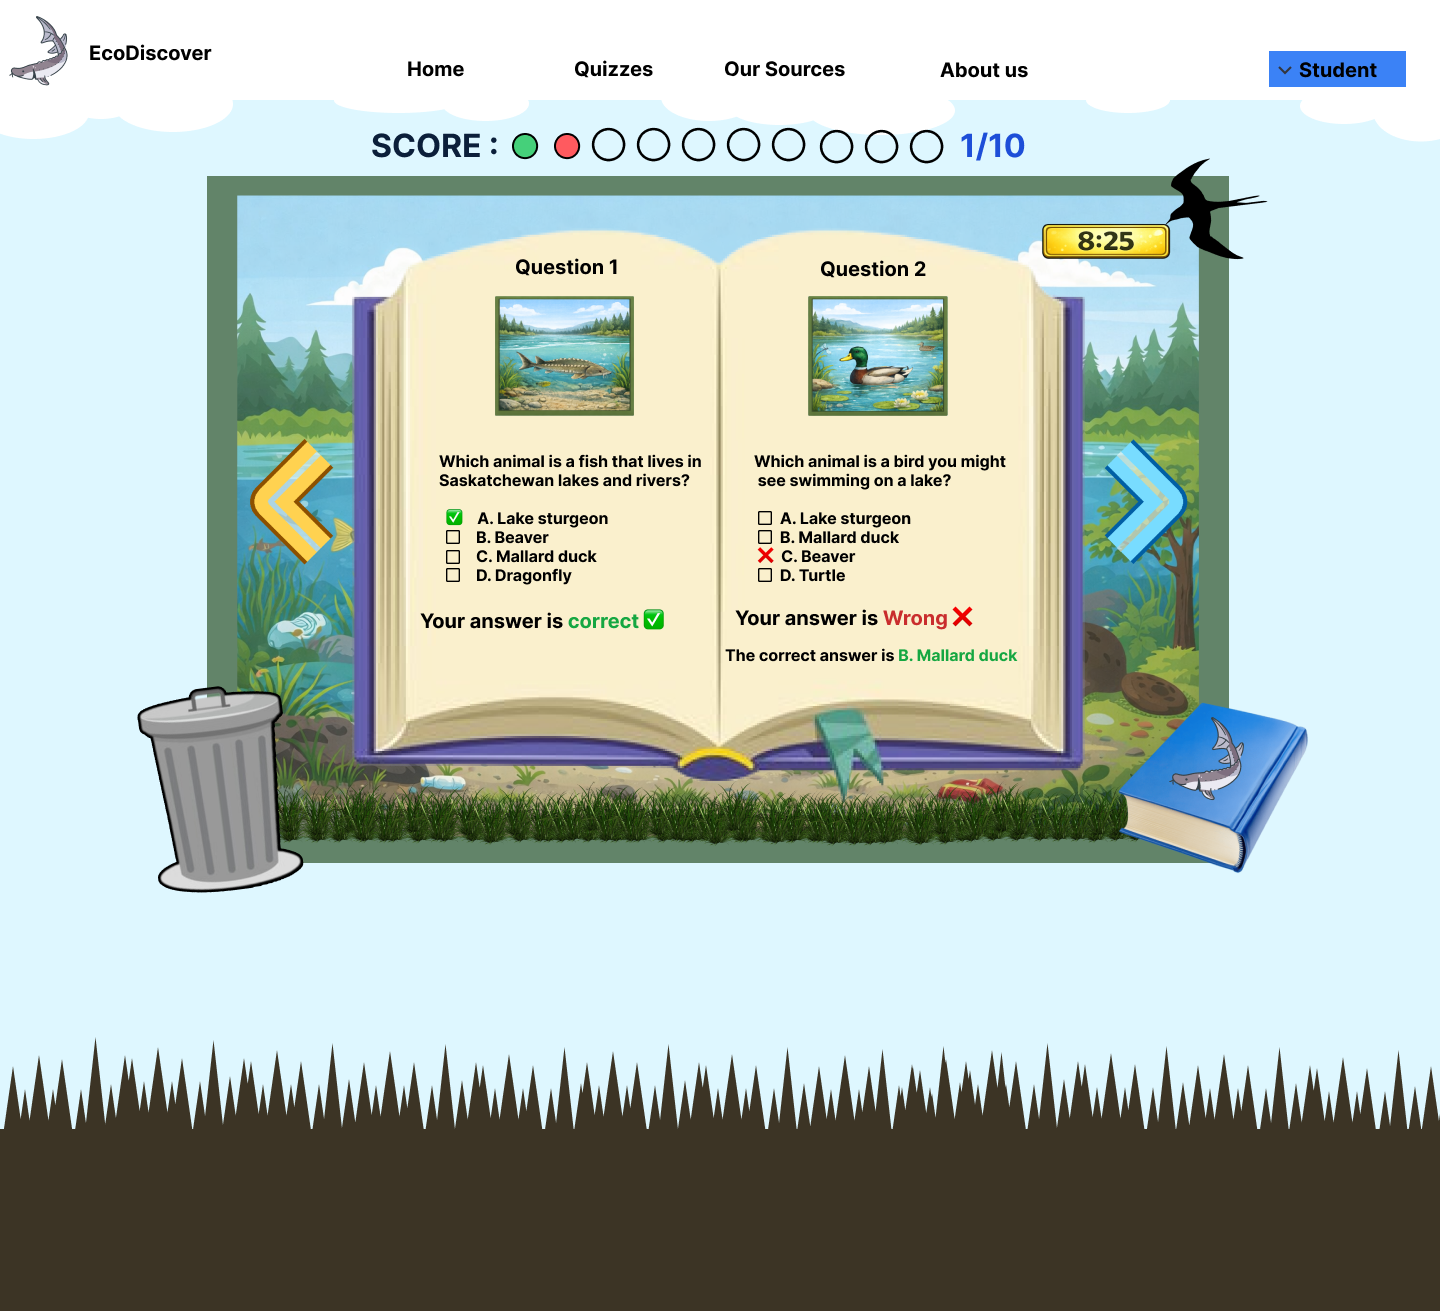 EcoDiscover
Home
Quizzes
Our Sources
About us
Student
SCORE :
1/10
8:25
Question 1
Which animal is a fish that lives in
Saskatchewan lakes and rivers?
A. Lake sturgeon
B. Beaver
C. Mallard duck
D. Dragonfly
Your answer is correct
Question 2
Which animal is a bird you might
see swimming on a lake?
A. Lake sturgeon
B. Mallard duck
C. Beaver
D. Turtle
Your answer is Wrong
The correct answer is B. Mallard duck